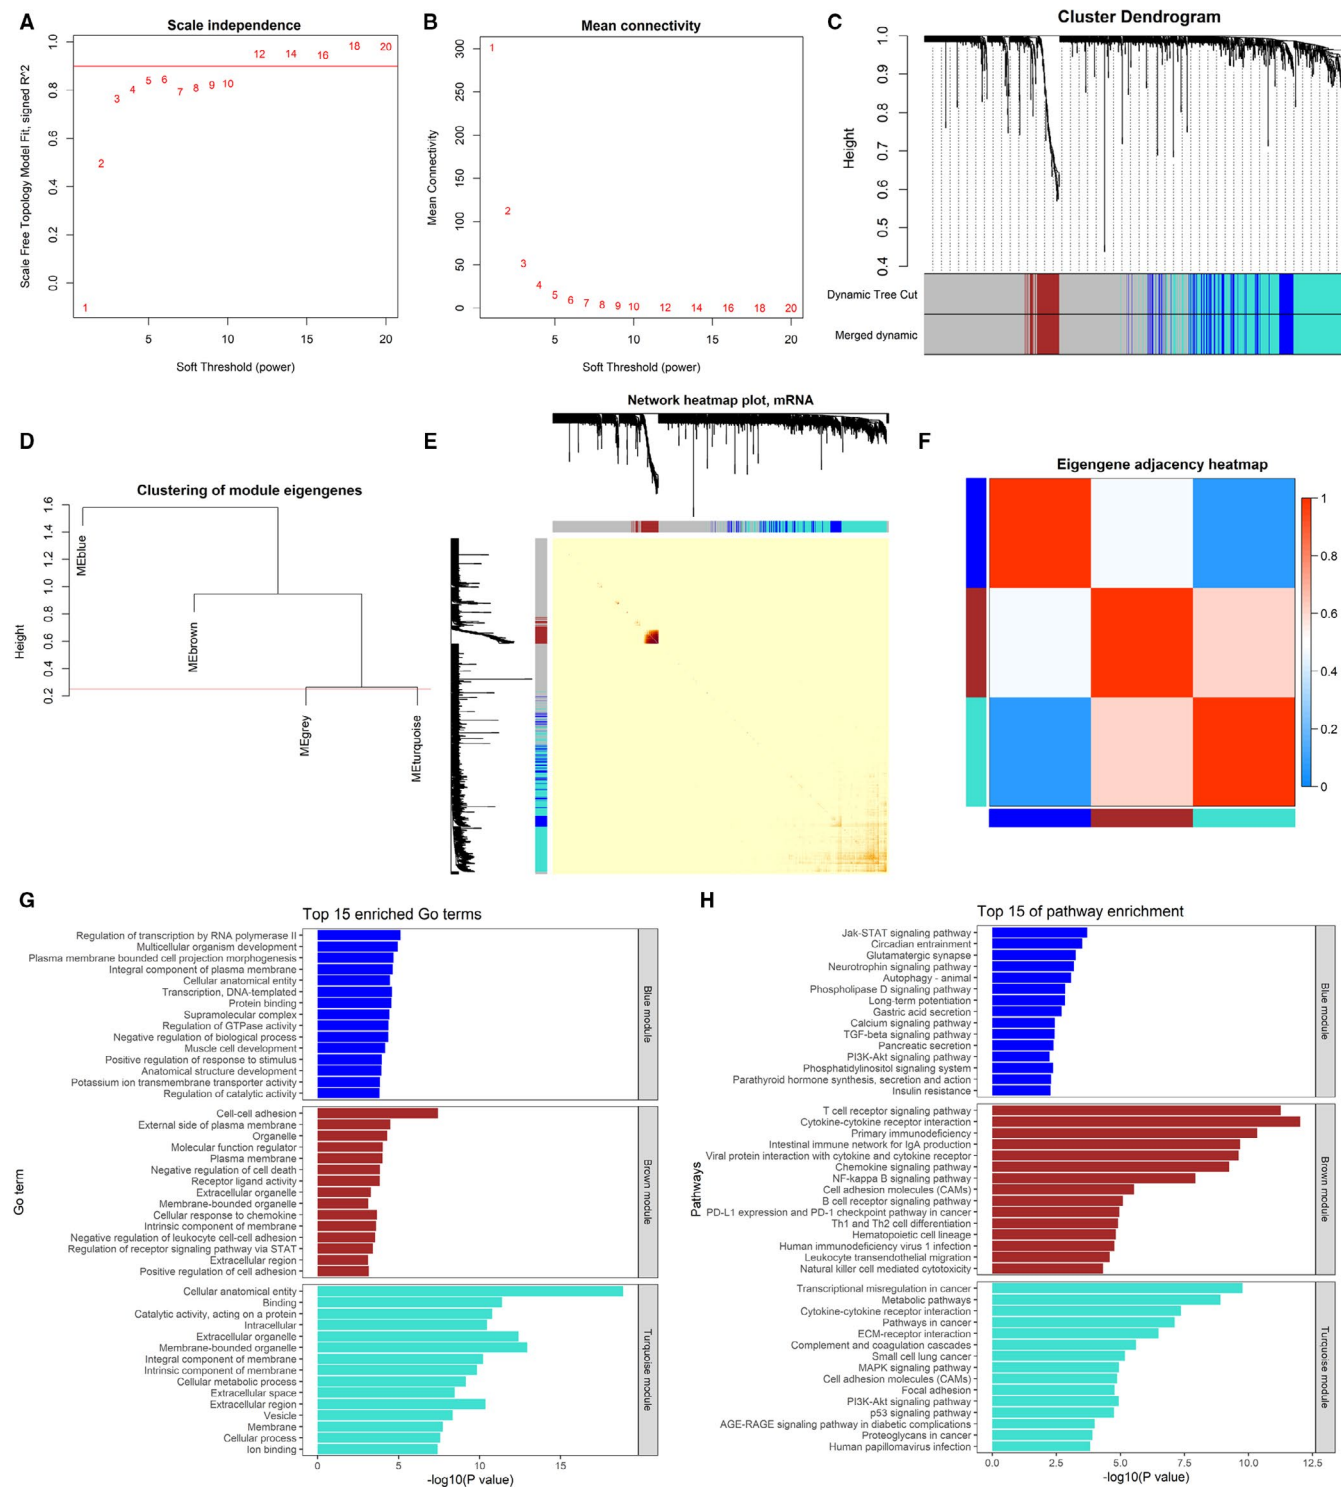 A
Scale independence
Scale Free Topology Model Fit, signed R^2
1.0
0.8
0.6
0.4
0.2
0.0
1
2
3
4
5
6
7
8
9
10
12
14
16
18
20
5
10
15
20
Soft Threshold (power)
B
Mean connectivity
Mean Connectivity
300
250
200
150
100
50
0
1
2
3
4
5
6
7
8
9
10
12
14
16
18
20
5
10
15
20
Soft Threshold (power)
C
Cluster Dendrogram
Height
1.0
0.9
0.8
0.7
0.6
0.5
0.4
Dynamic Tree Cut
Merged dynamic
D
Clustering of module eigengenes
Height
1.6
1.4
1.2
1.0
0.8
0.6
0.4
0.2
MEblue
MEbrown
MEgrey
MEturquoise
E
Network heatmap plot, mRNA
F
Eigengene adjacency heatmap
1
0.8
0.6
0.4
0.2
0
G
Top 15 enriched Go terms
Go term
Regulation of transcription by RNA polymerase II
Multicellular organism development
Plasma membrane bounded cell projection morphogenesis
Integral component of plasma membrane
Cellular anatomical entity
Transcription, DNA-templated
Protein binding
Supramolecular complex
Regulation of GTPase activity
Negative regulation of biological process
Muscle cell development
Positive regulation of response to stimulus
Anatomical structure development
Potassium ion transmembrane transporter activity
Regulation of catalytic activity
Blue module
Cell-cell adhesion
External side of plasma membrane
Organelle
Molecular function regulator
Plasma membrane
Negative regulation of cell death
Receptor ligand activity
Extracellular organelle
Membrane-bounded organelle
Cellular response to chemokine
Intrinsic component of membrane
Negative regulation of leukocyte cell-cell adhesion
Regulation of receptor signaling pathway via STAT
Extracellular region
Positive regulation of cell adhesion
Brown module
Cellular anatomical entity
Binding
Catalytic activity, acting on a protein
Intracellular
Extracellular organelle
Membrane-bounded organelle
Integral component of membrane
Intrinsic component of membrane
Cellular metabolic process
Extracellular space
Extracellular region
Vesicle
Membrane
Cellular process
Ion binding
Turquoise module
0
5
10
15
-log10(P value)
H
Top 15 of pathway enrichment
Pathways
Jak-STAT signaling pathway
Circadian entrainment
Glutamatergic synapse
Neurotrophin signaling pathway
Autophagy - animal
Phospholipase D signaling pathway
Long-term potentiation
Gastric acid secretion
Calcium signaling pathway
TGF-beta signaling pathway
Pancreatic secretion
PI3K-Akt signaling pathway
Phosphatidylinositol signaling system
Parathyroid hormone synthesis, secretion and action
Insulin resistance
Blue module
T cell receptor signaling pathway
Cytokine-cytokine receptor interaction
Primary immunodeficiency
Intestinal immune network for IgA production
Viral protein interaction with cytokine and cytokine receptor
Chemokine signaling pathway
NF-kappa B signaling pathway
Cell adhesion molecules (CAMs)
B cell receptor signaling pathway
PD-L1 expression and PD-1 checkpoint pathway in cancer
Th1 and Th2 cell differentiation
Hematopoietic cell lineage
Human immunodeficiency virus 1 infection
Leukocyte transendothelial migration
Natural killer cell mediated cytotoxicity
Brown module
Transcriptional misregulation in cancer
Metabolic pathways
Cytokine-cytokine receptor interaction
Pathways in cancer
ECM-receptor interaction
Complement and coagulation cascades
Small cell lung cancer
MAPK signaling pathway
Cell adhesion molecules (CAMs)
Focal adhesion
PI3K-Akt signaling pathway
p53 signaling pathway
AGE-RAGE signaling pathway in diabetic complications
Proteoglycans in cancer
Human papillomavirus infection
Turquoise module
0.0
2.5
5.0
7.5
10.0
12.5
-log10(P value)